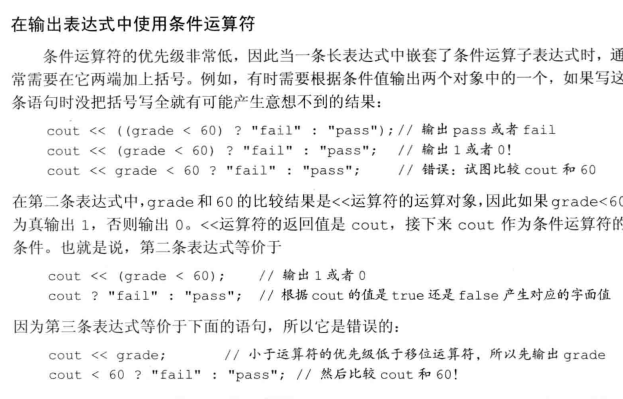 在输出表达式中使用条件运算符
条件运算符的优先级非常低，因此当一条长表达式中嵌套了条件运算子表达式时，通
常需要在它两端加上括号。例如，有时需要根据条件值输出两个对象中的一个，如果写这
条语句时没把括号写全就有可能产生意想不到的结果：
cout << ((grade < 60) ? "fail" : "pass"); // 输出 pass 或者 fail
cout << (grade < 60) ? "fail" : "pass"; // 输出 1 或者 0!
cout << grade < 60 ? "fail" : "pass"; // 错误：试图比较 cout 和 60
在第二条表达式中，grade 和 60 的比较结果是<<运算符的运算对象，因此如果 grade<60
为真输出 1，否则输出 0。<<运算符的返回值是 cout，接下来 cout 作为条件运算符的
条件。也就是说，第二条表达式等价于
cout << (grade < 60); // 输出 1 或者 0
cout ? "fail" : "pass"; // 根据 cout 的值是 true 还是 false 产生对应的字面值
因为第三条表达式等价于下面的语句，所以它是错误的：
cout << grade; // 小于运算符的优先级低于移位运算符，所以先输出 grade
cout < 60 ? "fail" : "pass"; // 然后比较 cout 和 60!